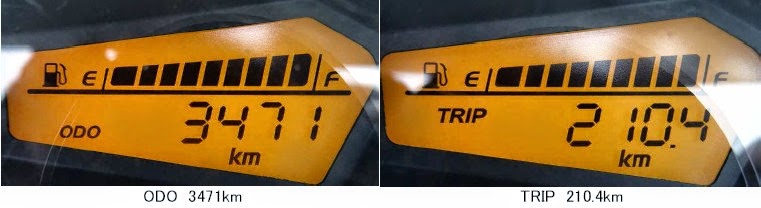 E F
ODO 3471
km
E F
TRIP 210.4
km
ODO 3471km
TRIP 210.4km